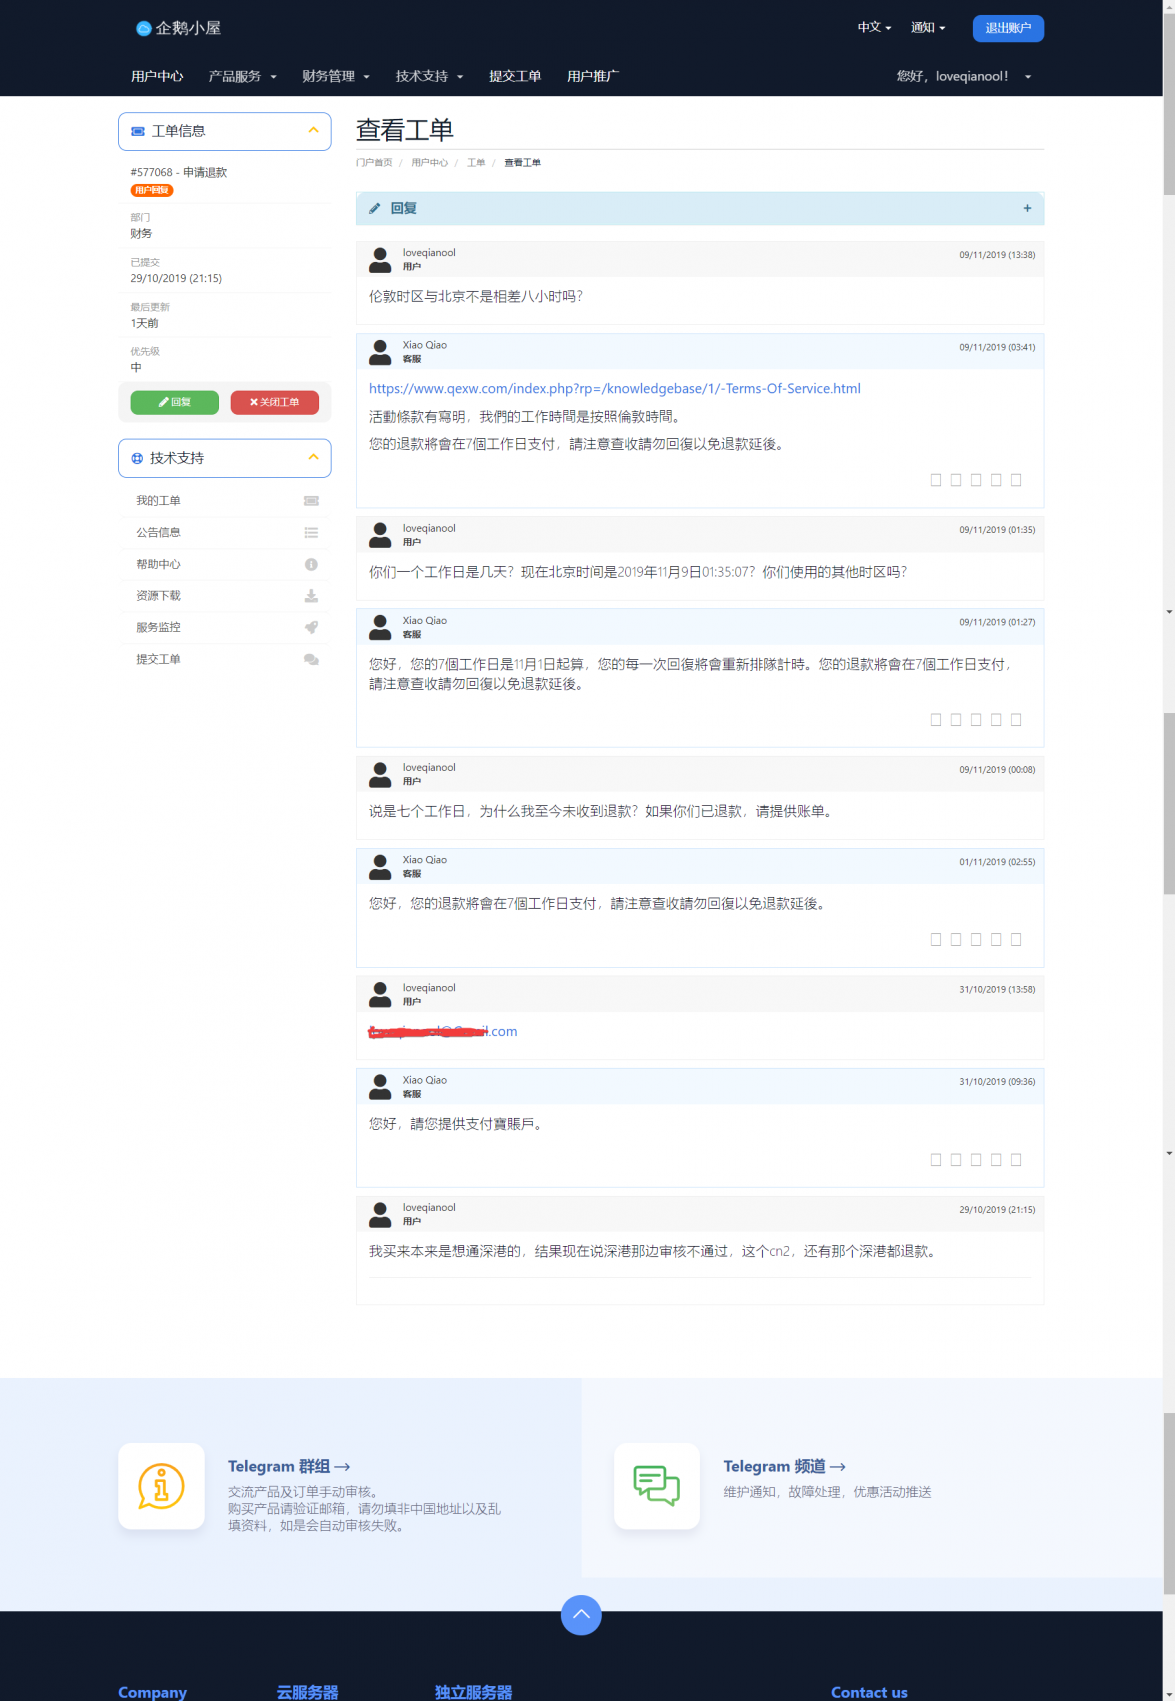 企鹅小屋
中文
通知
退出账户
用户中心
产品服务
财务管理
技术支持
提交工单
用户推广
您好，loveqianool！
工单信息
#577068 - 申请退款
用户回复
部门
财务
已提交
29/10/2019 (21:15)
最后更新
1天前
优先级
中
回复
关闭工单
技术支持
我的工单
公告信息
帮助中心
资源下载
服务监控
提交工单
查看工单
门户首页 / 用户中心 / 工单 / 查看工单
回复 +
loveqianool
用户
09/11/2019 (13:38)
伦敦时区与北京不是相差八小时吗？
Xiao Qiao
客服
09/11/2019 (03:41)
https://www.qexw.com/index.php?rp=/knowledgebase/1/-Terms-Of-Service.html
活動條款有寫明，我們的工作時間是按照倫敦時間。
您的退款將會在7個工作日支付，請注意查收請勿回復以免退款延後。
loveqianool
用户
09/11/2019 (01:35)
你们一个工作日是几天？现在北京时间是2019年11月9日01:35:07？你们使用的其他时区吗？
Xiao Qiao
客服
09/11/2019 (01:27)
您好，您的7個工作日是11月1日起算，您的每一次回復將會重新排隊計時。您的退款將會在7個工作日支付，
請注意查收請勿回復以免退款延後。
loveqianool
用户
09/11/2019 (00:08)
说是七个工作日，为什么我至今未收到退款？如果你们已退款，请提供账单。
Xiao Qiao
客服
01/11/2019 (02:55)
您好，您的退款將會在7個工作日支付，請注意查收請勿回復以免退款延後。
loveqianool
用户
31/10/2019 (13:58)
.com
Xiao Qiao
客服
31/10/2019 (09:36)
您好，請您提供支付寶賬戶。
loveqianool
用户
29/10/2019 (21:15)
我买来本来是想通深港的，结果现在说深港那边审核不通过，这个cn2，还有那个深港都退款。
Telegram 群组
交流产品及订单手动审核。
购买产品请验证邮箱，请勿填非中国地址以及乱
填资料，如是会自动审核失败。
Telegram 频道
维护通知，故障处理，优惠活动推送
Company
云服务器
独立服务器
Contact us